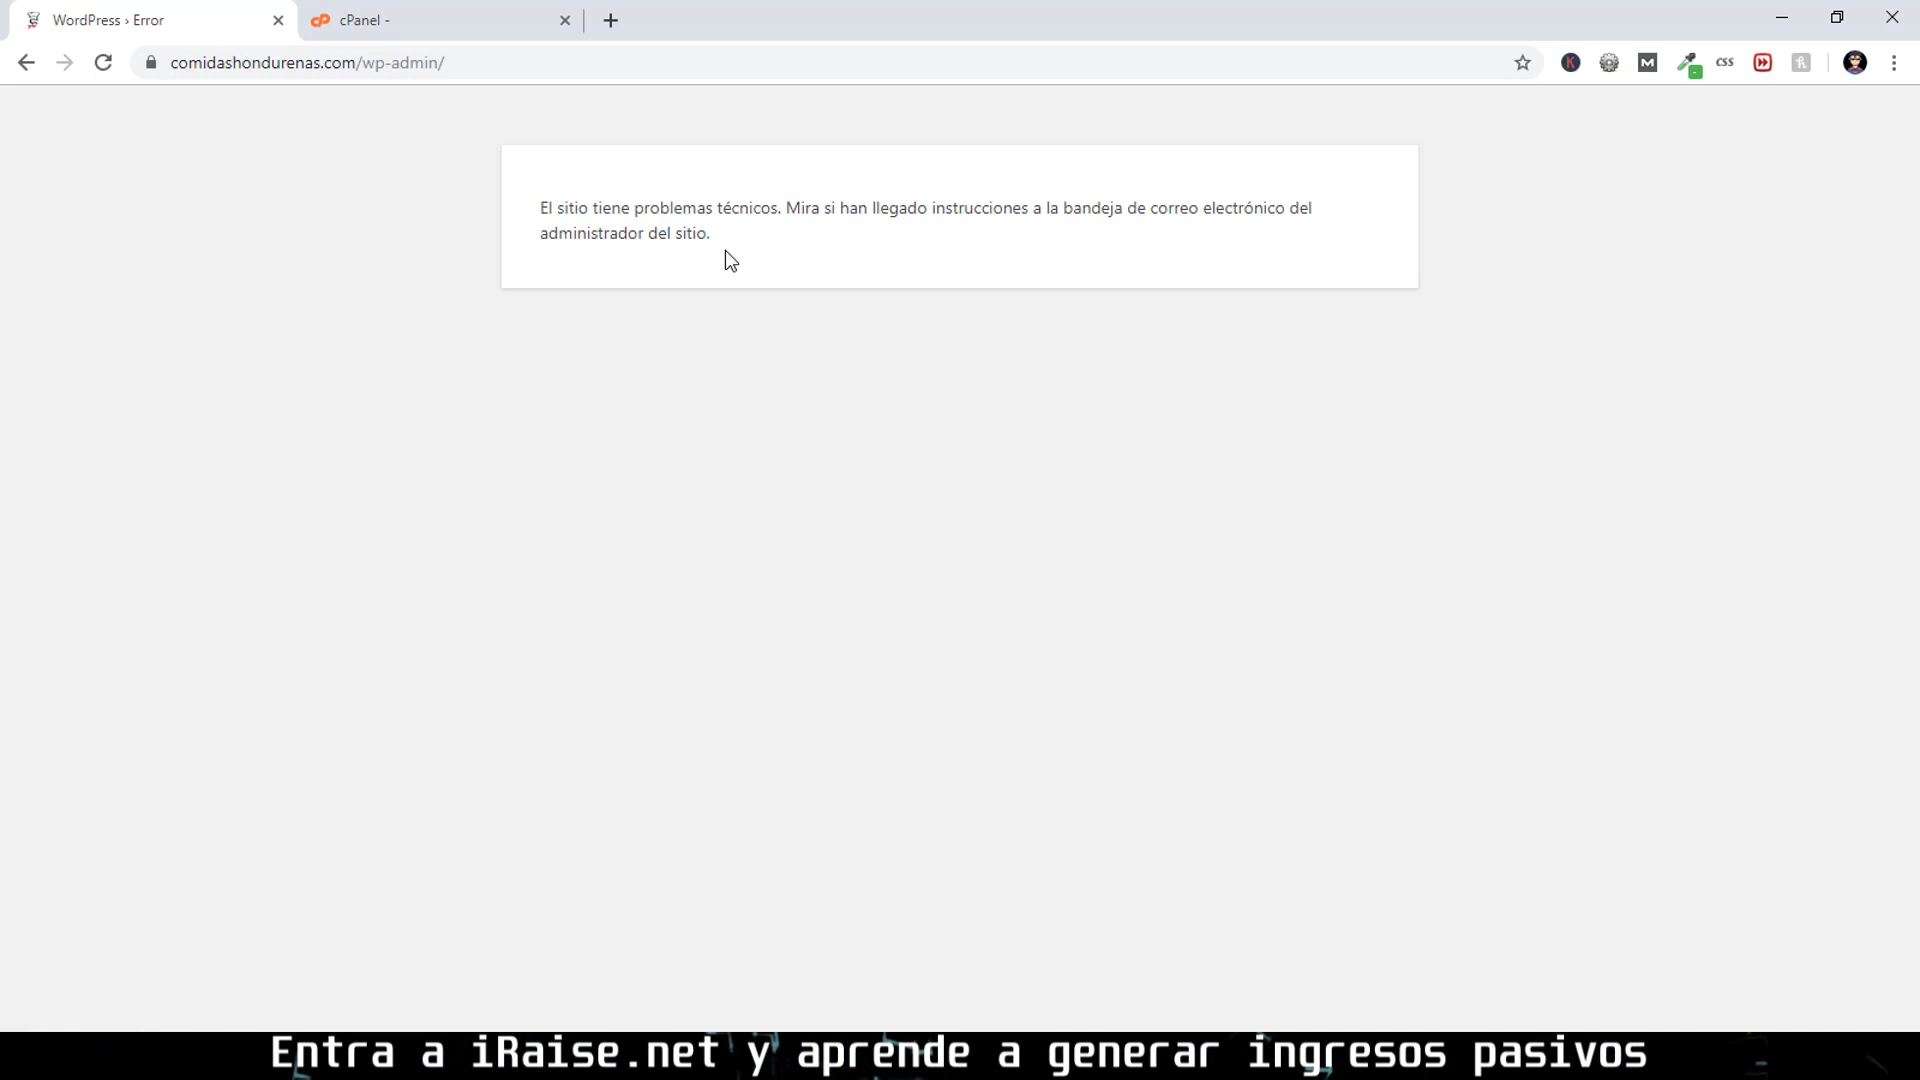 WordPress › Error
cPanel -
comidashondurenas.com/wp-admin/
CSS
El sitio tiene problemas técnicos. Mira si han llegado instrucciones a la bandeja de correo electrónico del
administrador del sitio.
Entra a iRaise.net y aprende a generar ingresos pasivos